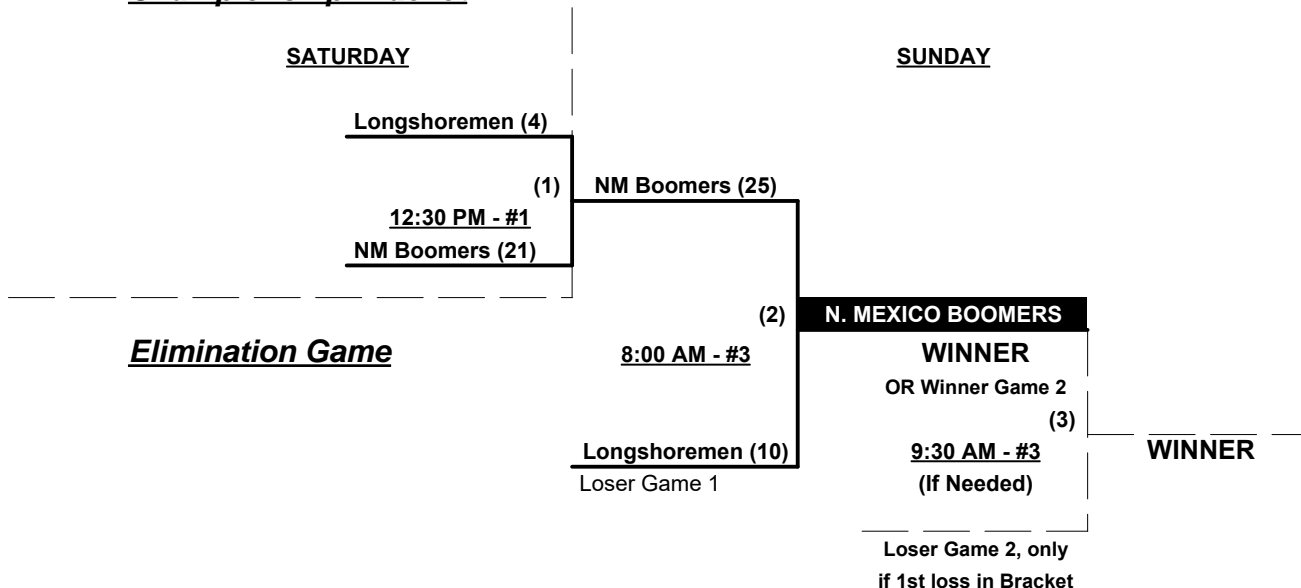 SATURDAY
SUNDAY
Longshoremen (4)
(1)
NM Boomers (25)
12:30 PM - #1
NM Boomers (21)
(2)
N. MEXICO BOOMERS
Elimination Game
8:00 AM - #3
WINNER
OR Winner Game 2
(3)
Longshoremen (10)
9:30 AM - #3
WINNER
Loser Game 1
(If Needed)
Loser Game 2, only
if 1st loss in Bracket